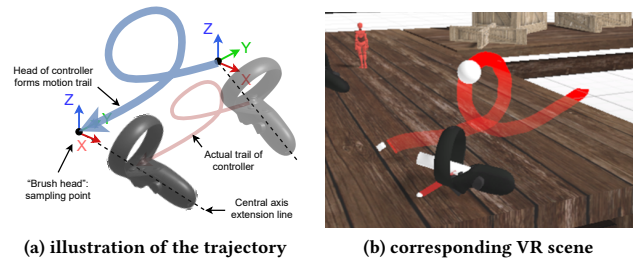 Z
Y
X
Head of controller
forms motion trail
Z
Y
X
Actual trail of
controller
"Brush head":
sampling point
Central axis
extension line
(a) illustration of the trajectory
(b) corresponding VR scene